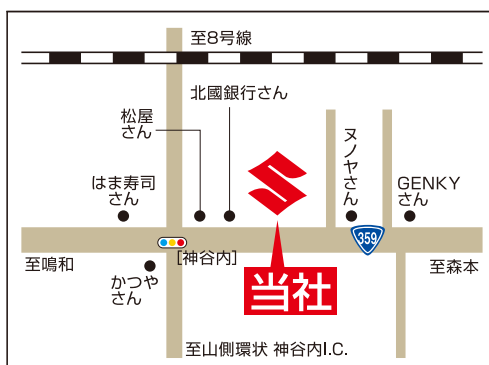 至8号線
北國銀行さん
松屋
さん
ヌノヤさん
はま寿司
さん
GENKY
さん
359
[神谷内]
至鳴和
至森本
かつや
さん
当社
至山側環状 神谷内I.C.